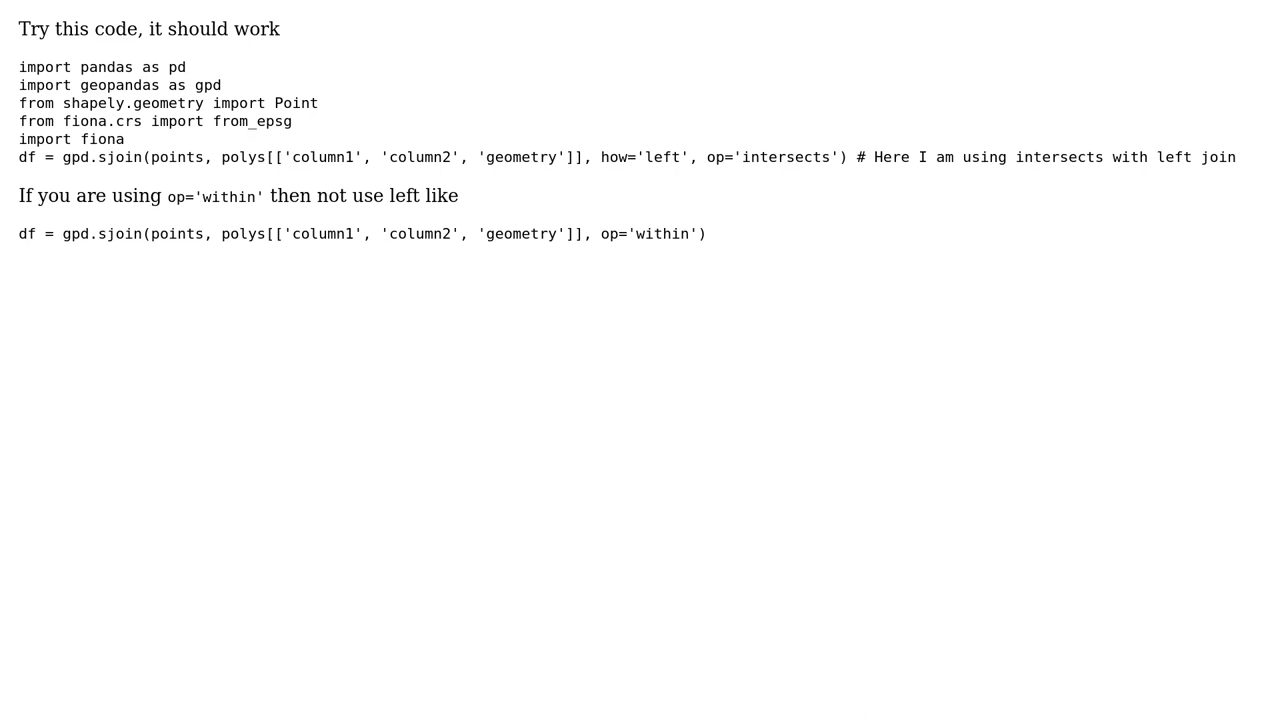 Try this code, it should work
import pandas as pd
import geopandas as gpd
from shapely.geometry import Point
from fiona.crs import from_epsg
import fiona
df = gpd.sjoin(points, polys[['column1', 'column2', 'geometry']], how='left', op='intersects') # Here I am using intersects with left join
If you are using op='within' then not use left like
df = gpd.sjoin(points, polys[['column1', 'column2', 'geometry']], op='within')